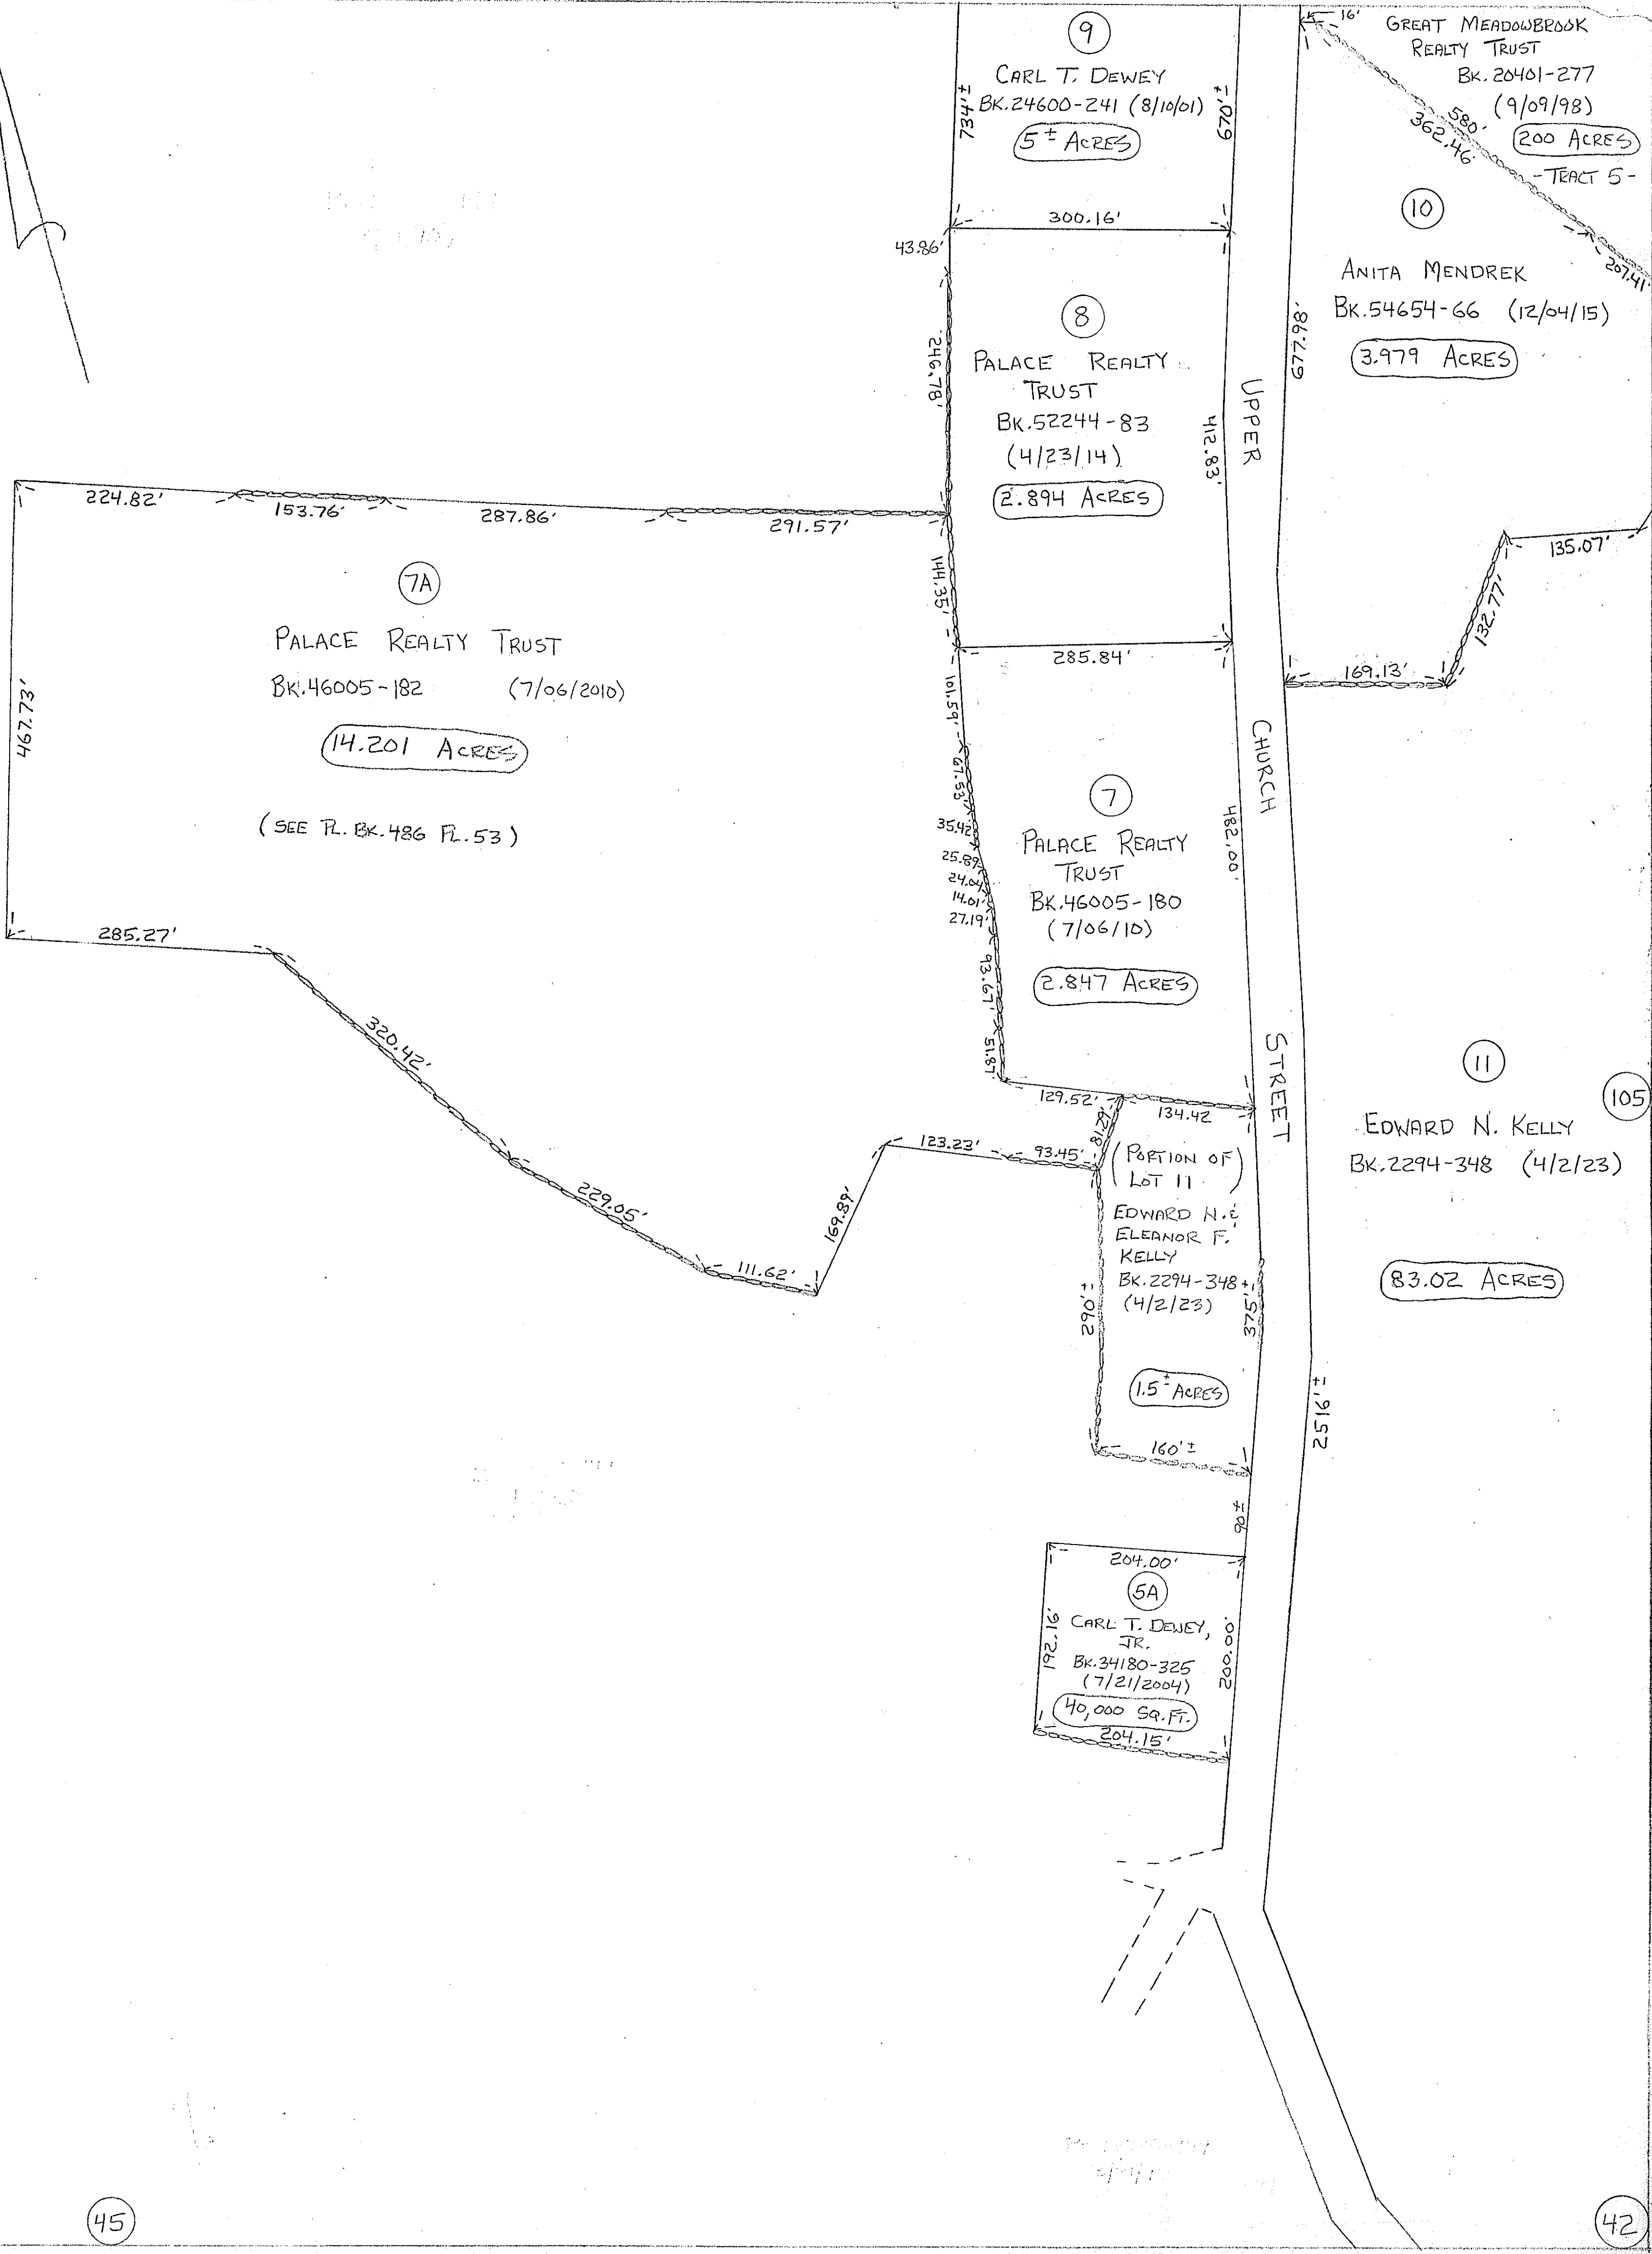 9
CARL T. DEWEY
BK.24600-241 (8/10/01)
5± ACRES
734'±
670'±
300.16'
16'
GREAT MEADOWBROOK
REALTY TRUST
BK.20401-277
(9/09/98)
200 ACRES
-TRACT 5-
580'
362.46'
207.41'
10
ANITA MENDREK
BK.54654-66 (12/04/15)
3.979 ACRES
677.98'
135.07'
132.77'
169.13'
43.86'
246.78'
8
PALACE REALTY
TRUST
BK.52244-83
(4/23/14)
2.894 ACRES
412.83'
144.35'
285.84'
UPPER
CHURCH
STREET
224.82'
153.76'
287.86'
291.57'
7A
PALACE REALTY TRUST
BK.46005-182 (7/06/2010)
14.201 ACRES
(SEE PL.BK.486 PL.53)
467.73'
285.27'
320.42'
229.05'
111.62'
169.89'
123.23'
93.45'
101.59'
67.53'
35.42'
25.89'
24.04'
14.01'
27.19'
93.67'
51.87'
7
PALACE REALTY
TRUST
BK.46005-180
(7/06/10)
2.847 ACRES
482.00'
129.52'
134.42
81.27'
(PORTION OF
LOT 11)
EDWARD N. &
ELEANOR F.
KELLY
BK.2294-348
(4/2/23)
1.5± ACRES
290'±
375'±
160'±
90±
11
EDWARD N. KELLY
BK.2294-348 (4/2/23)
83.02 ACRES
105
2516'±
204.00'
5A
CARL T. DEWEY,
JR.
BK.34180-325
(7/21/2004)
40,000 SQ.FT.
192.16'
200.00'
204.15'
45
42